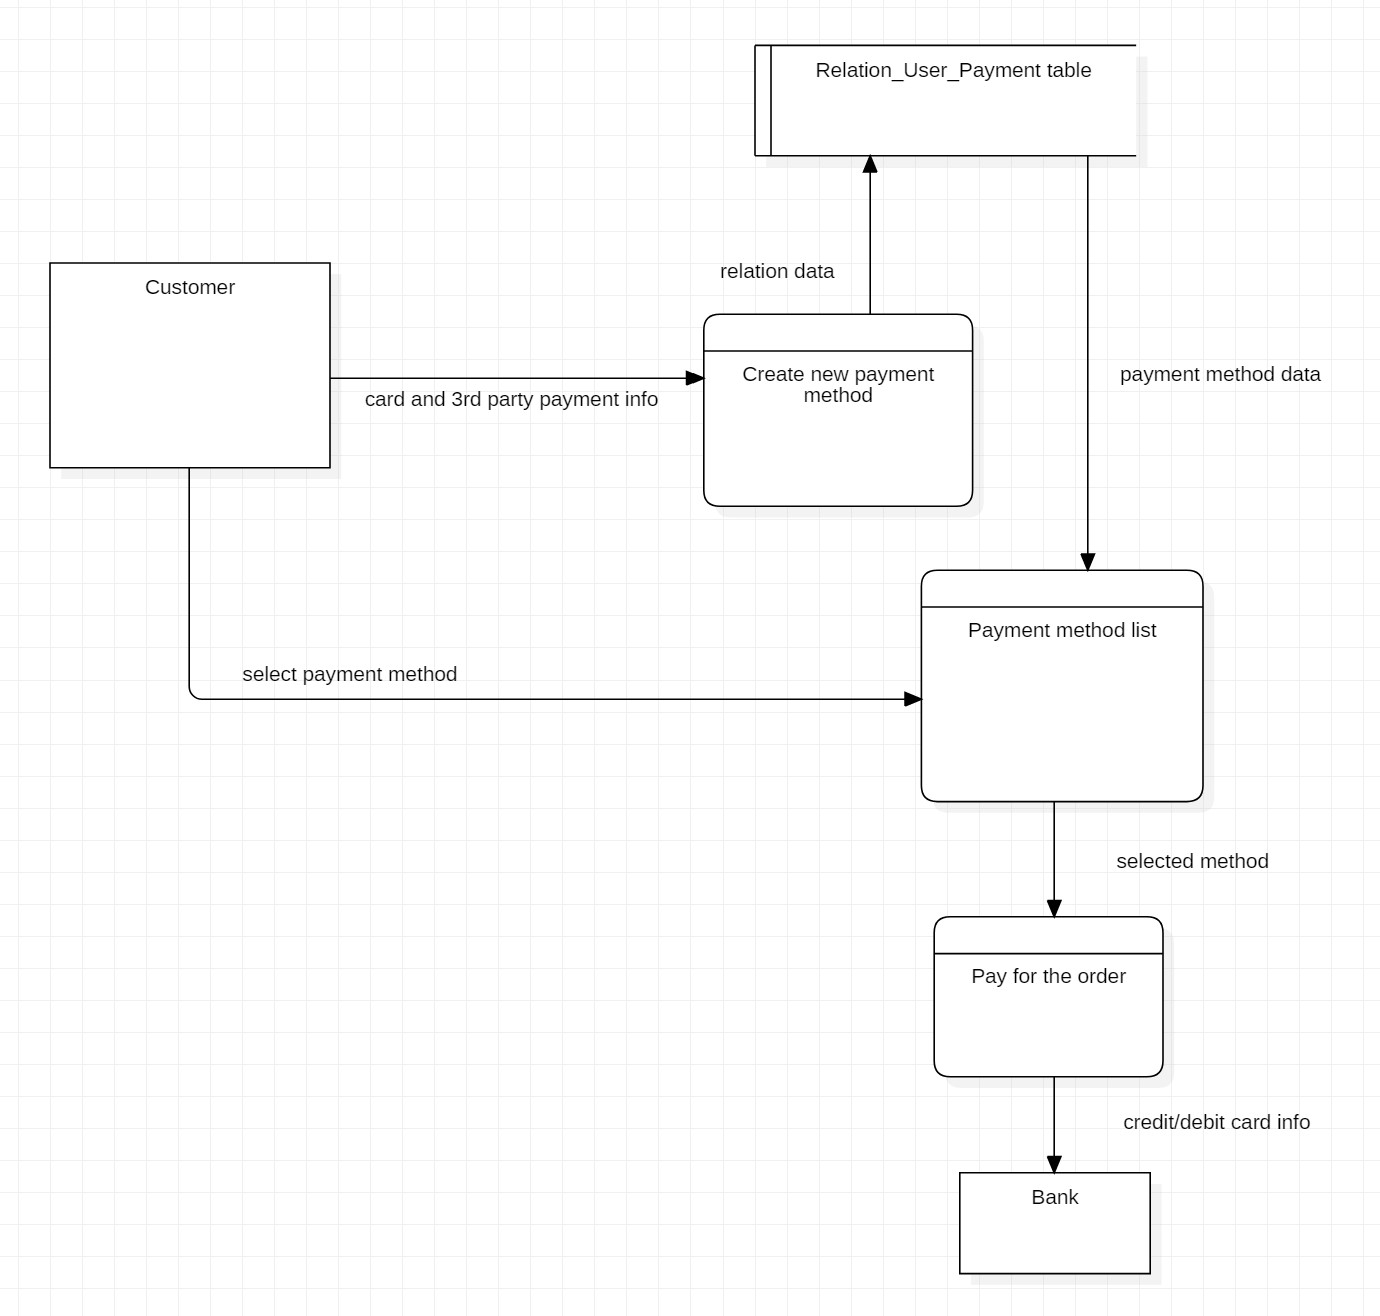 Relation_User_Payment table
relation data
Customer
card and 3rd party payment info
Create new payment
method
payment method data
Payment method list
select payment method
selected method
Pay for the order
credit/debit card info
Bank